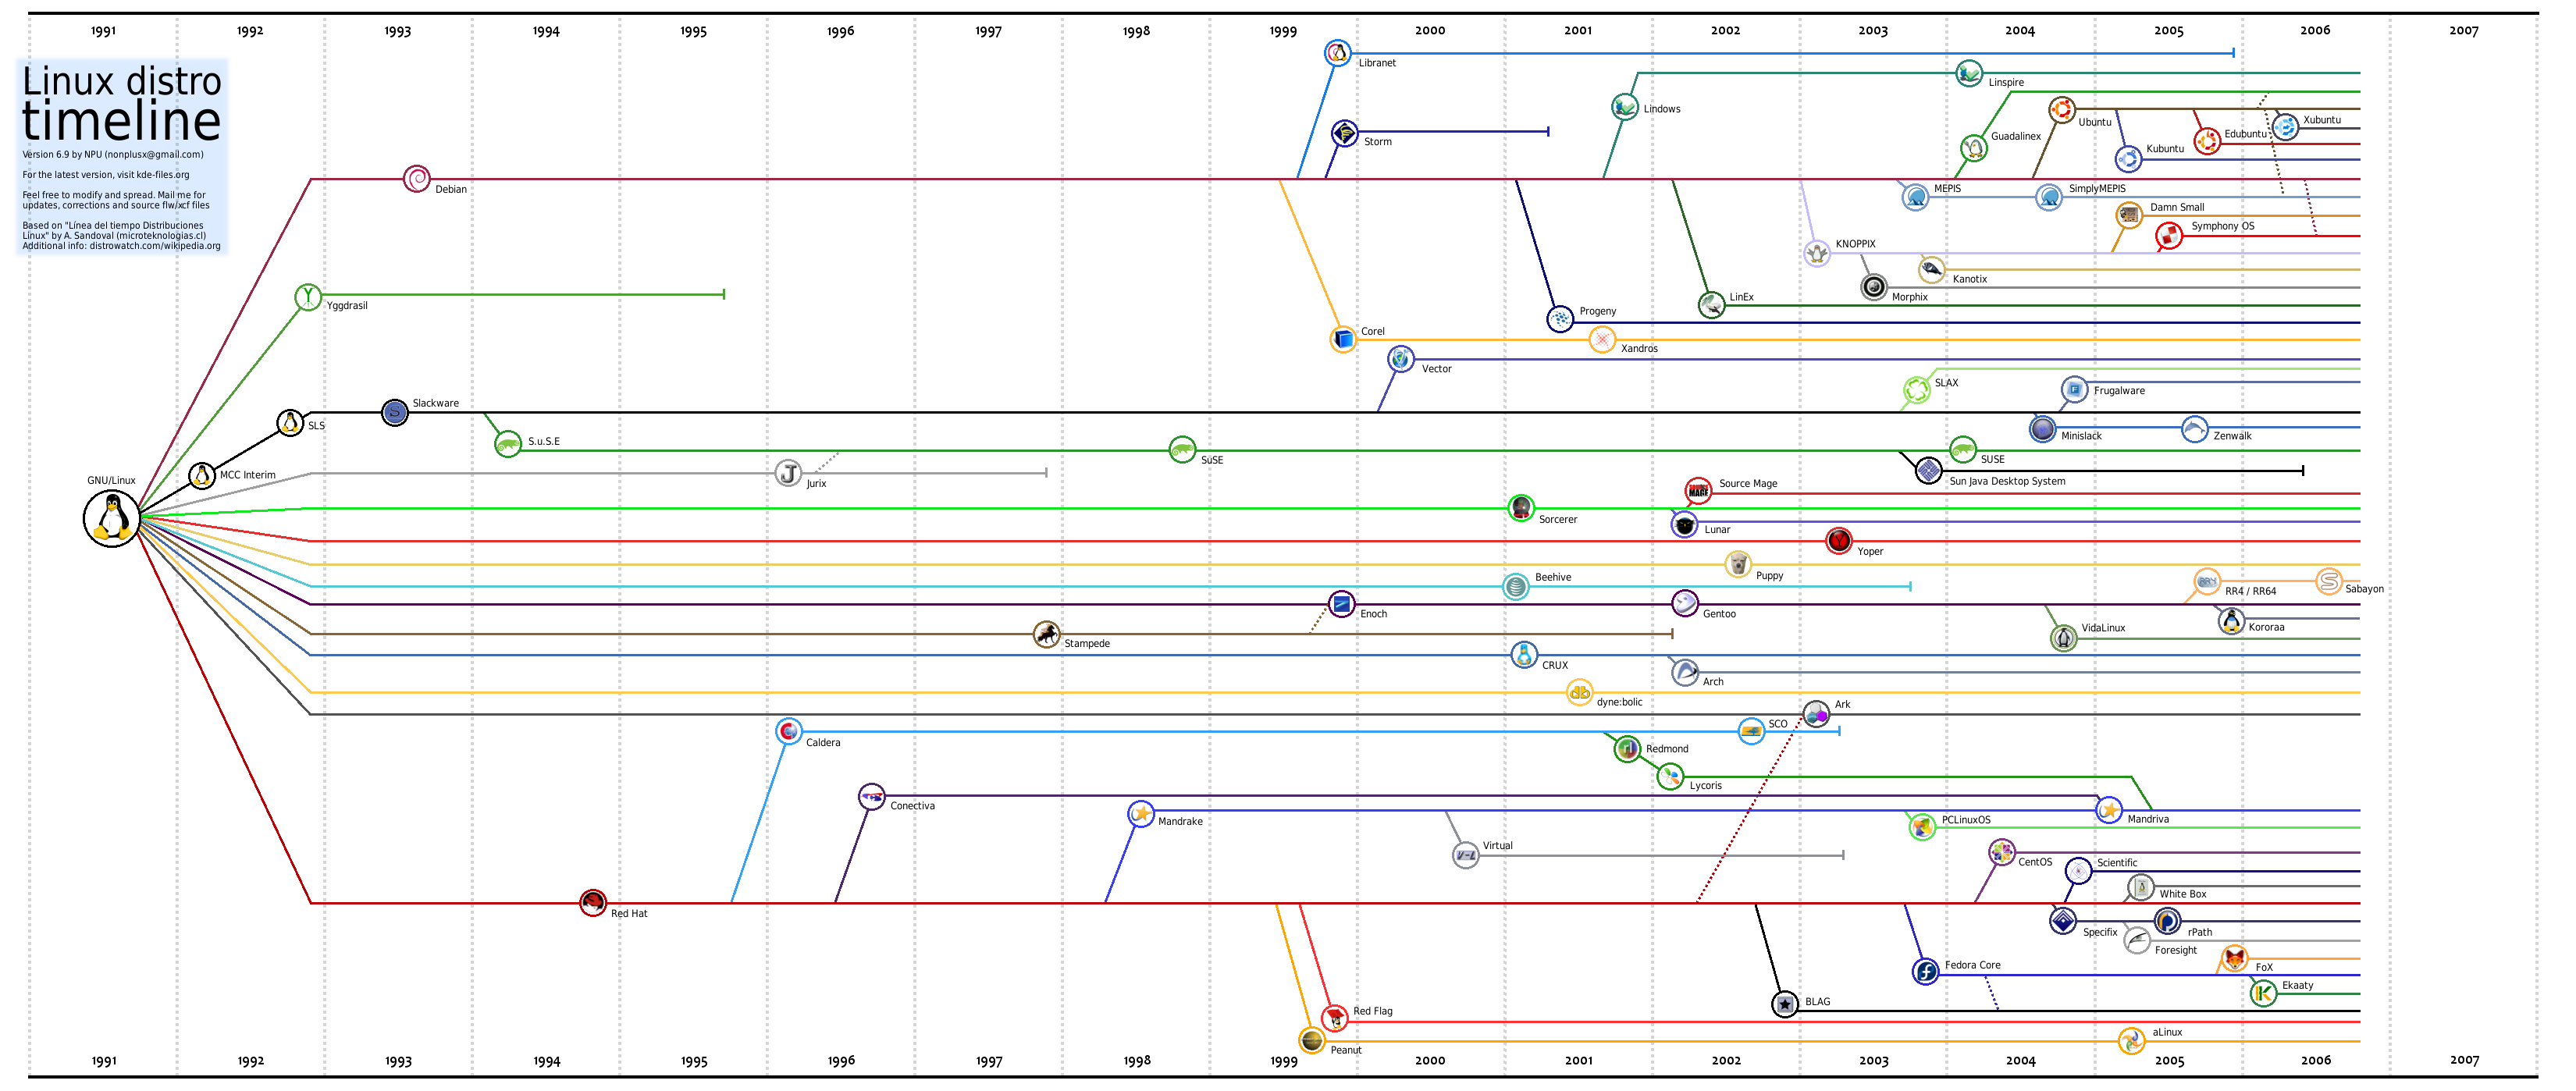 1991 1992 1993 1994 1995 1996 1997 1998 1999 2000 2001 2002 2003 2004 2005 2006 2007
Linux distro
timeline
Version 6.9 by NPU (nonplusx@gmail.com)
For the latest version, visit kde-files.org
Feel free to modify and spread. Mail me for
updates, corrections and source flw/xcf files
Based on "Línea del tiempo Distribuciones
Linux" by A. Sandoval (microteknologias.cl)
Additional info: distrowatch.com/wikipedia.org
Libranet
Linspire
Lindows
Storm
Guadalinex
Ubuntu
Kubuntu
Edubuntu
Xubuntu
Debian
MEPIS
SimplyMEPIS
Damn Small
Symphony OS
KNOPPIX
Kanotix
Morphix
LinEx
Yggdrasil
Progeny
Corel
Xandros
Vector
SLAX
Frugalware
Slackware
SLS
Minislack
Zenwalk
S.u.S.E
SuSE
SUSE
MCC Interim
Jurix
Sun Java Desktop System
GNU/Linux
Source Mage
Sorcerer
Lunar
Yoper
Puppy
Beehive
RR4 / RR64
Sabayon
Enoch
Gentoo
VidaLinux
Kororaa
Stampede
CRUX
Arch
dyne:bolic
Ark
Caldera
SCO
Redmond
Lycoris
Conectiva
Mandrake
Mandriva
PCLinuxOS
Virtual
CentOS
Scientific
White Box
Red Hat
Specifix
rPath
Foresight
Fedora Core
FoX
Ekaaty
BLAG
Red Flag
Peanut
aLinux
1991 1992 1993 1994 1995 1996 1997 1998 1999 2000 2001 2002 2003 2004 2005 2006 2007